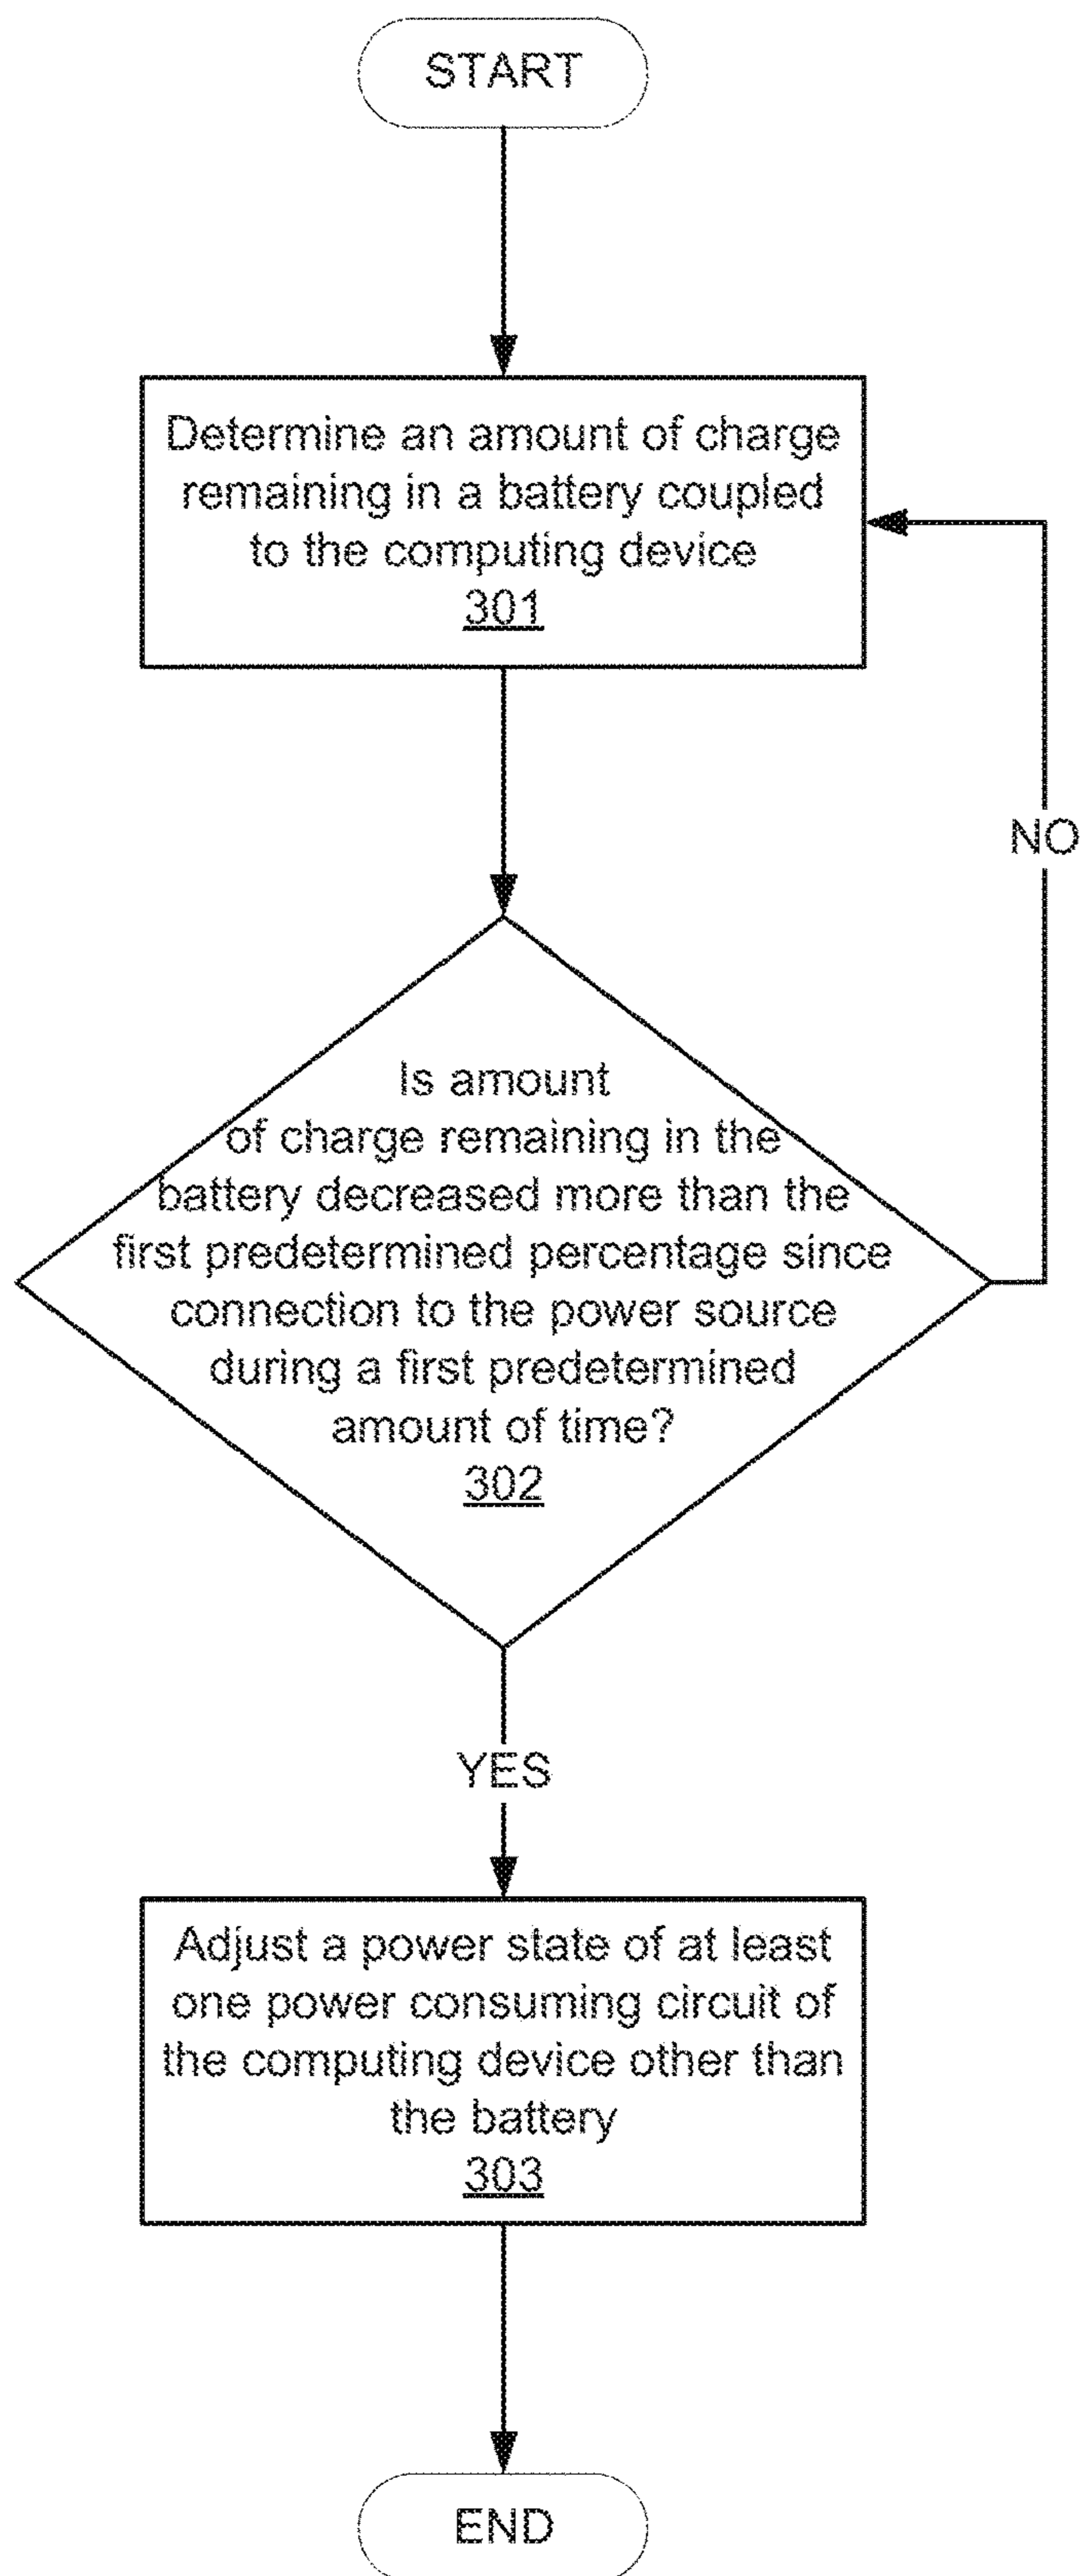 START
Determine an amount of charge
remaining in a battery coupled
to the computing device
301
NO
Is amount
of charge remaining in the
battery decreased more than the
first predetermined percentage since
connection to the power source
during a first predetermined
amount of time?
302
YES
Adjust a power state of at least
one power consuming circuit of
the computing device other than
the battery
303
END